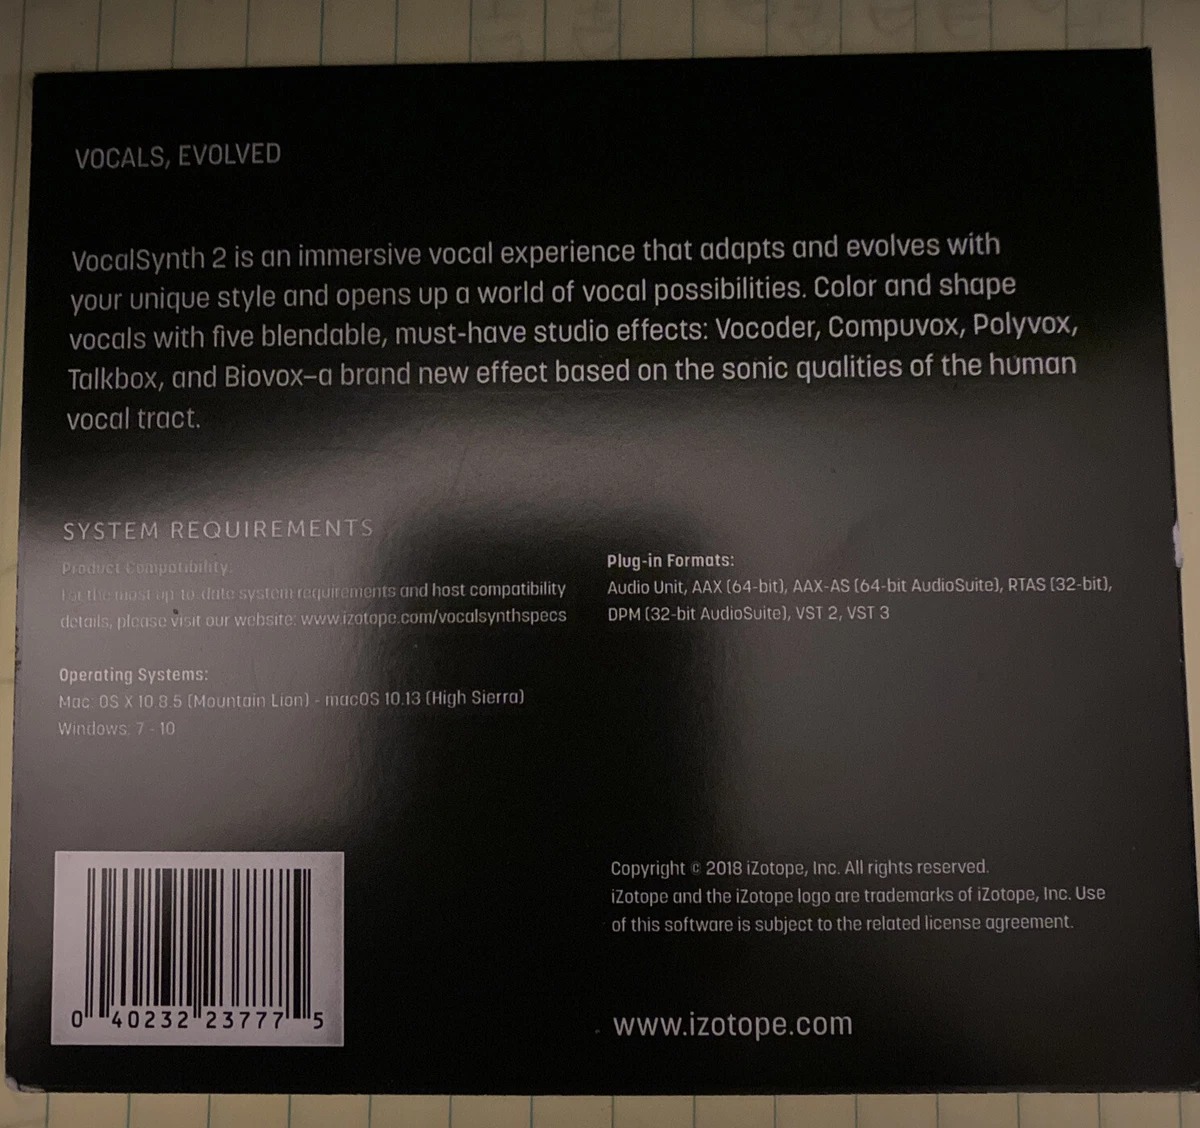 VOCALS, EVOLVED
VocalSynth 2 is an immersive vocal experience that adapts and evolves with
your unique style and opens up a world of vocal possibilities. Color and shape
vocals with five blendable, must-have studio effects: Vocoder, Compuvox, Polyvox,
Talkbox, and Biovox–a brand new effect based on the sonic qualities of the human
vocal tract.
SYSTEM REQUIREMENTS
Product Compatibility:
For the most up-to-date system requirements and host compatibility
details, please visit our website: www.izotope.com/vocalsynthspecs
Operating Systems:
Mac: OS X 10.8.5 (Mountain Lion) - macOS 10.13 (High Sierra)
Windows: 7 - 10
Plug-in Formats:
Audio Unit, AAX (64-bit), AAX-AS (64-bit AudioSuite), RTAS (32-bit),
DPM (32-bit AudioSuite), VST 2, VST 3
0 40232 23777 5
Copyright © 2018 iZotope, Inc. All rights reserved.
iZotope and the iZotope logo are trademarks of iZotope, Inc. Use
of this software is subject to the related license agreement.
www.izotope.com